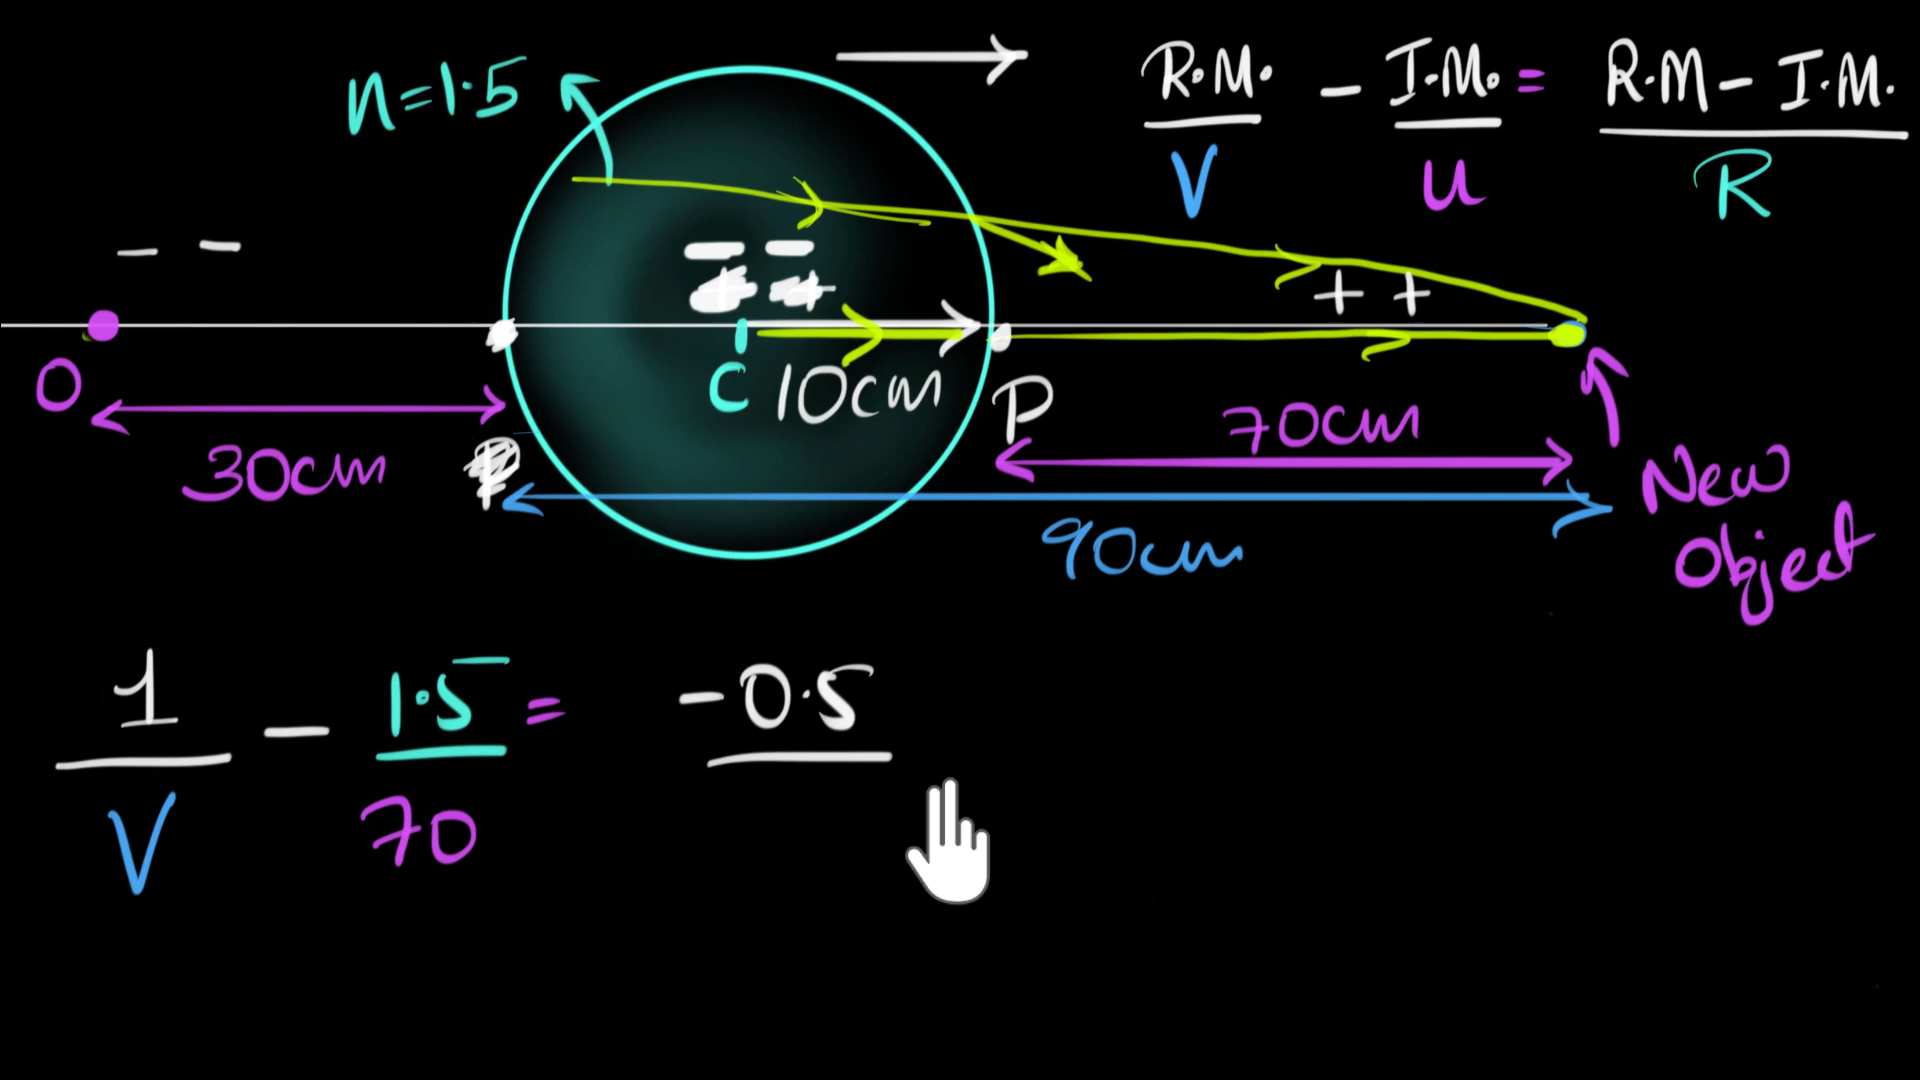 n=1.5
R.M. - I.M. = R.M - I.M.
V u R
- -
- -
+ +
O
C 10cm P
70cm
30cm
New
Object
90cm
1 - 1.5 = -0.5
V 70